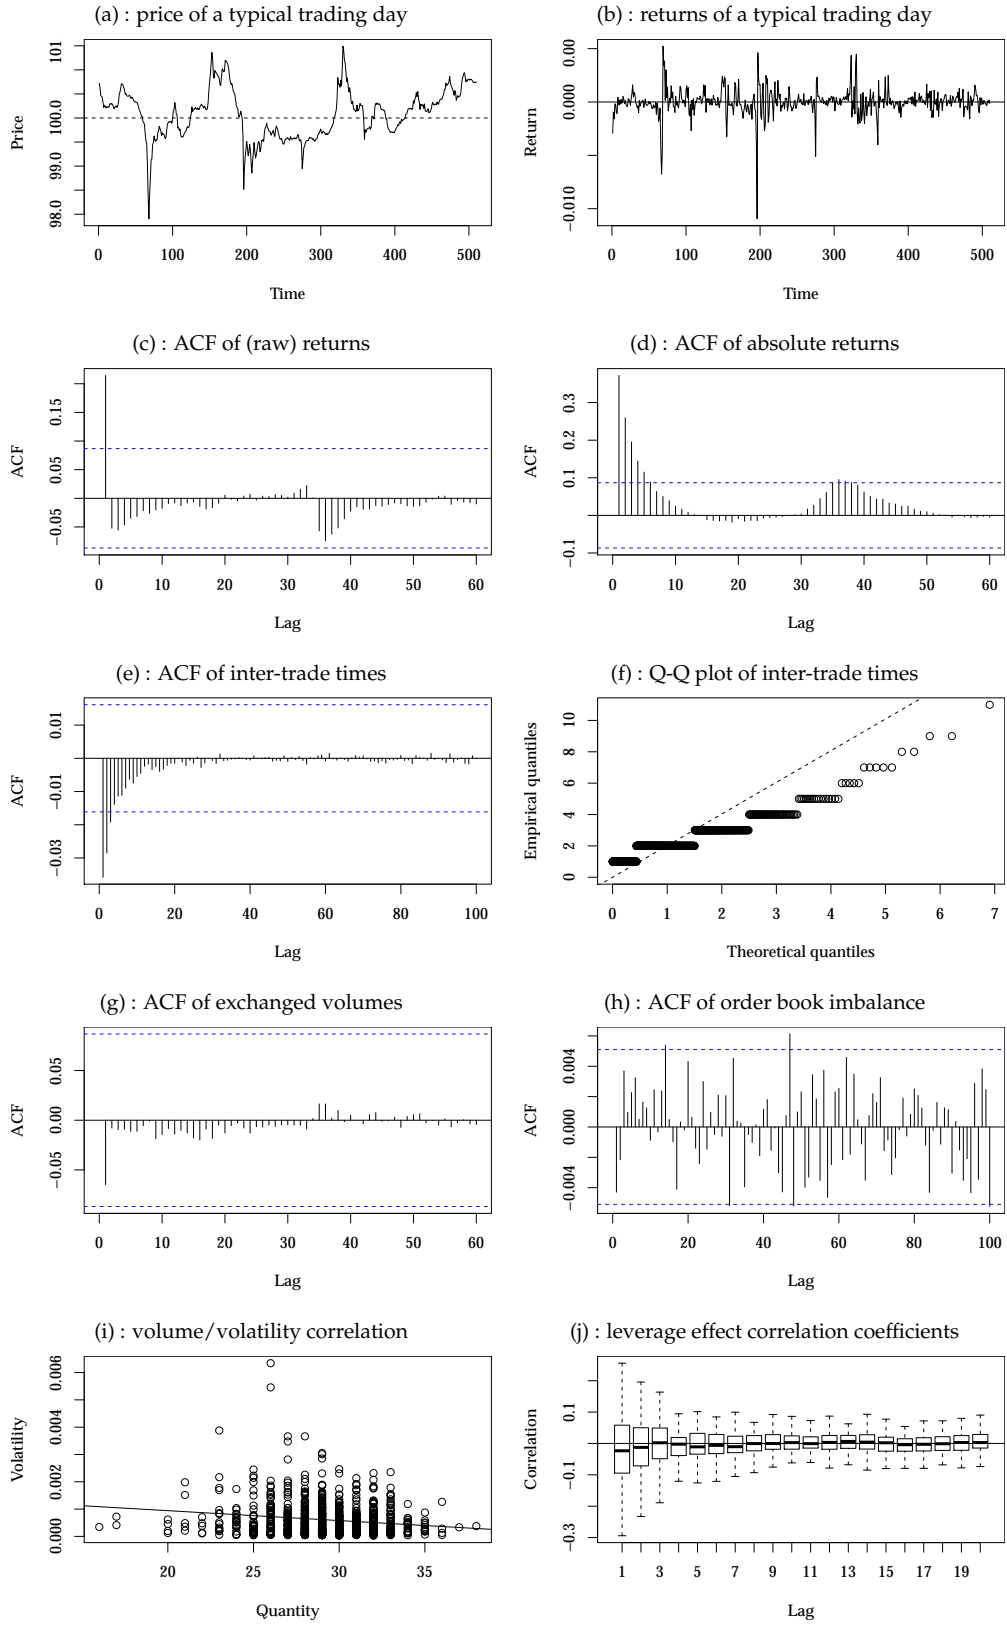 (a) : price of a typical trading day
Price
98.0 99.0 100.0 101
0 100 200 300 400 500
Time
(b) : returns of a typical trading day
Return
−0.010 0.000 0.00
0 100 200 300 400 500
Time
(c) : ACF of (raw) returns
ACF
−0.05 0.05 0.15
0 10 20 30 40 50 60
Lag
(d) : ACF of absolute returns
ACF
−0.1 0.1 0.2 0.3
0 10 20 30 40 50 60
Lag
(e) : ACF of inter-trade times
ACF
−0.03 −0.01 0.01
0 20 40 60 80 100
Lag
(f) : Q-Q plot of inter-trade times
Empirical quantiles
0 2 4 6 8 10
0 1 2 3 4 5 6 7
Theoretical quantiles
(g) : ACF of exchanged volumes
ACF
−0.05 0.00 0.05
0 10 20 30 40 50 60
Lag
(h) : ACF of order book imbalance
ACF
−0.004 0.000 0.004
0 20 40 60 80 100
Lag
(i) : volume/volatility correlation
Volatility
0.000 0.002 0.004 0.006
20 25 30 35
Quantity
(j) : leverage effect correlation coefficients
Correlation
−0.3 −0.1 0.1
1 3 5 7 9 11 13 15 17 19
Lag